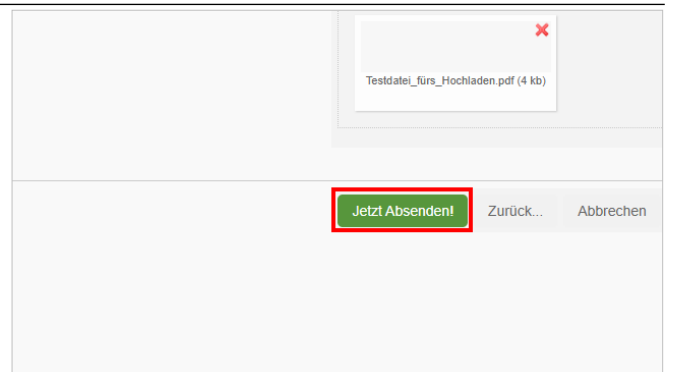 Testdatei_fürs_Hochladen.pdf (4 kb)
Jetzt Absenden! Zurück... Abbrechen